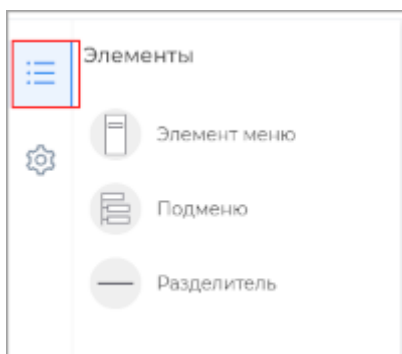 Элементы
Элемент меню
Подменю
Разделитель